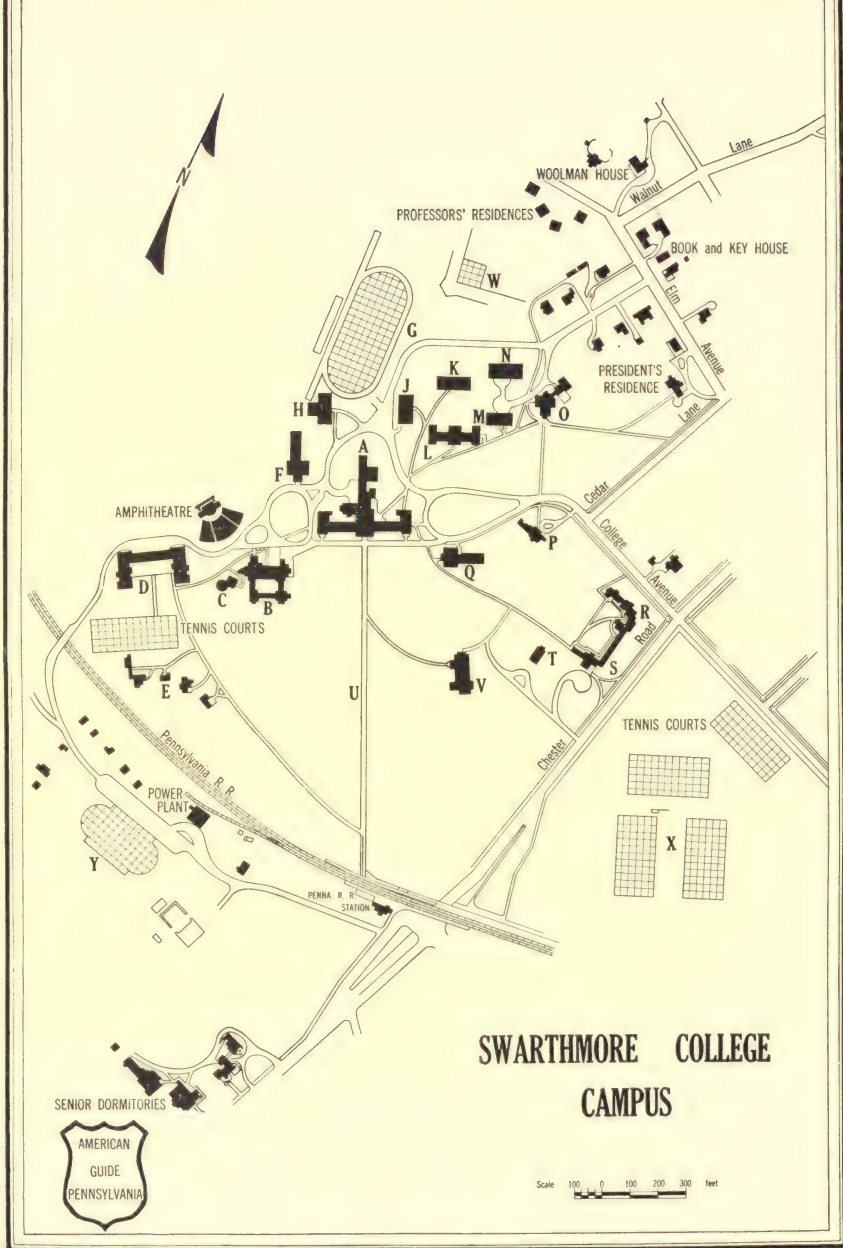 N
WOOLMAN HOUSE
Walnut
Lane
PROFESSORS' RESIDENCES
BOOK and KEY HOUSE
Elm
Avenue
W
G
K
N
J
H
M
O
L
PRESIDENT'S
RESIDENCE
Lane
Cedar
A
F
AMPHITHEATRE
College
Avenue
P
Q
D
C
B
R
Road
TENNIS COURTS
T
S
E
U
V
Chester
TENNIS COURTS
Pennsylvania R. R.
POWER
PLANT
X
Y
PENNA R. R.
STATION
SWARTHMORE COLLEGE
CAMPUS
SENIOR DORMITORIES
AMERICAN
GUIDE
PENNSYLVANIA
Scale 100 0 100 200 300 feet